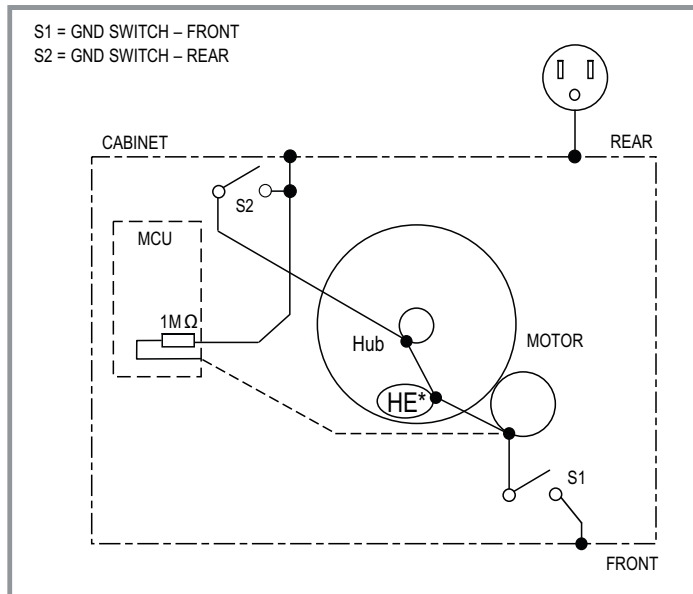 S1 = GND SWITCH – FRONT
S2 = GND SWITCH – REAR
CABINET
REAR
S2
MCU
1M Ω
Hub
MOTOR
HE*
S1
FRONT